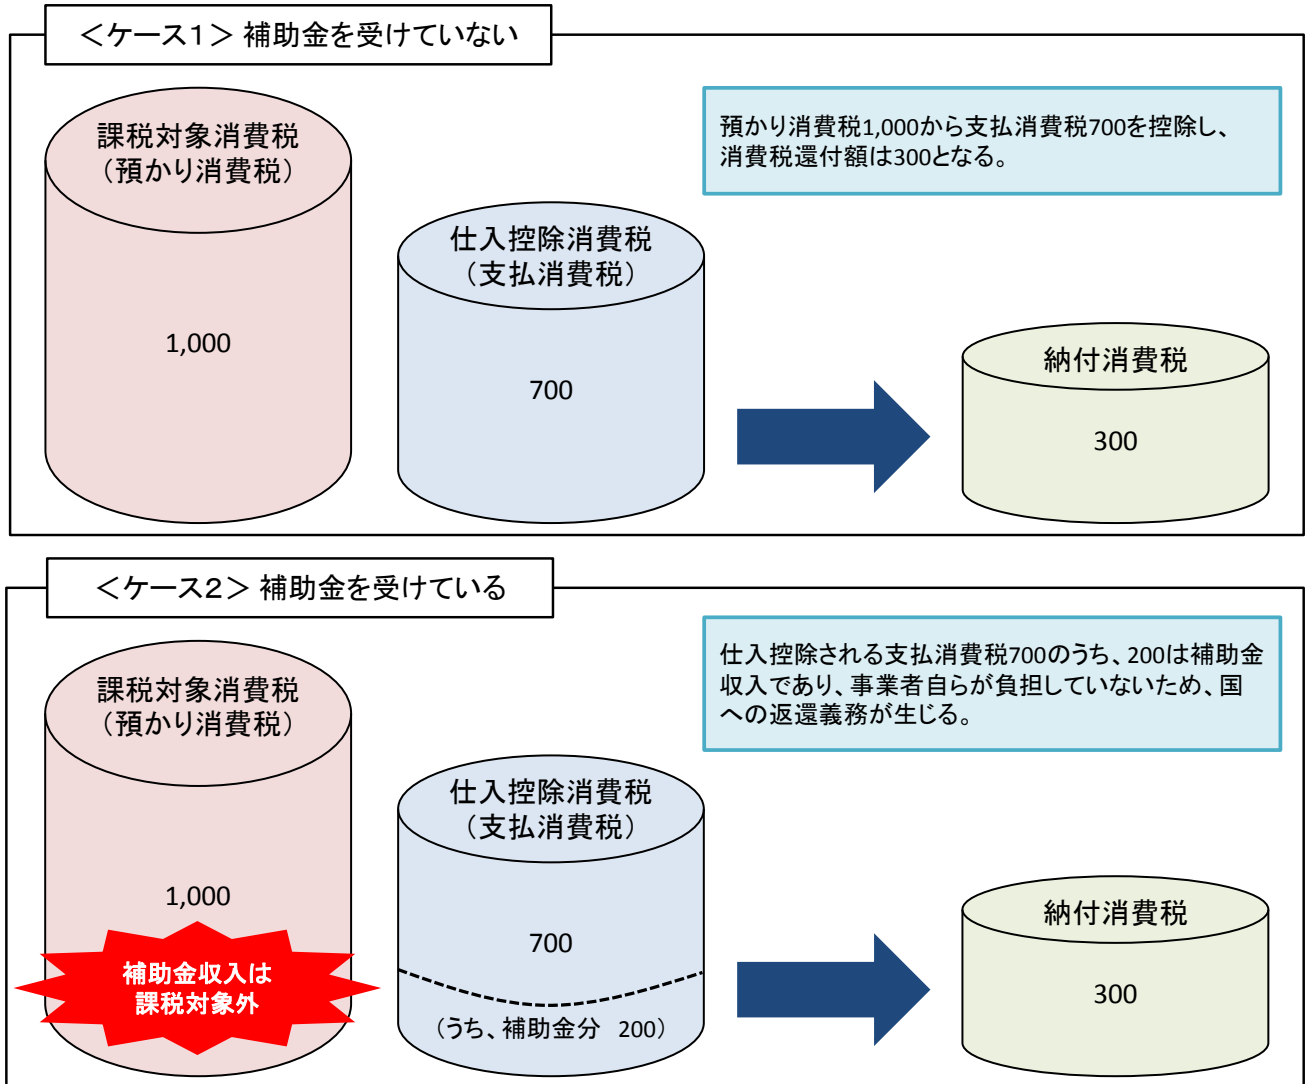 ＜ケース１＞ 補助金を受けていない
課税対象消費税
（預かり消費税）
1,000
仕入控除消費税
（支払消費税）
700
預かり消費税1,000から支払消費税700を控除し、
消費税還付額は300となる。
納付消費税
300
＜ケース２＞ 補助金を受けている
課税対象消費税
（預かり消費税）
1,000
補助金収入は
課税対象外
仕入控除消費税
（支払消費税）
700
（うち、補助金分 200）
仕入控除される支払消費税700のうち、200は補助金
収入であり、事業者自らが負担していないため、国
への返還義務が生じる。
納付消費税
300